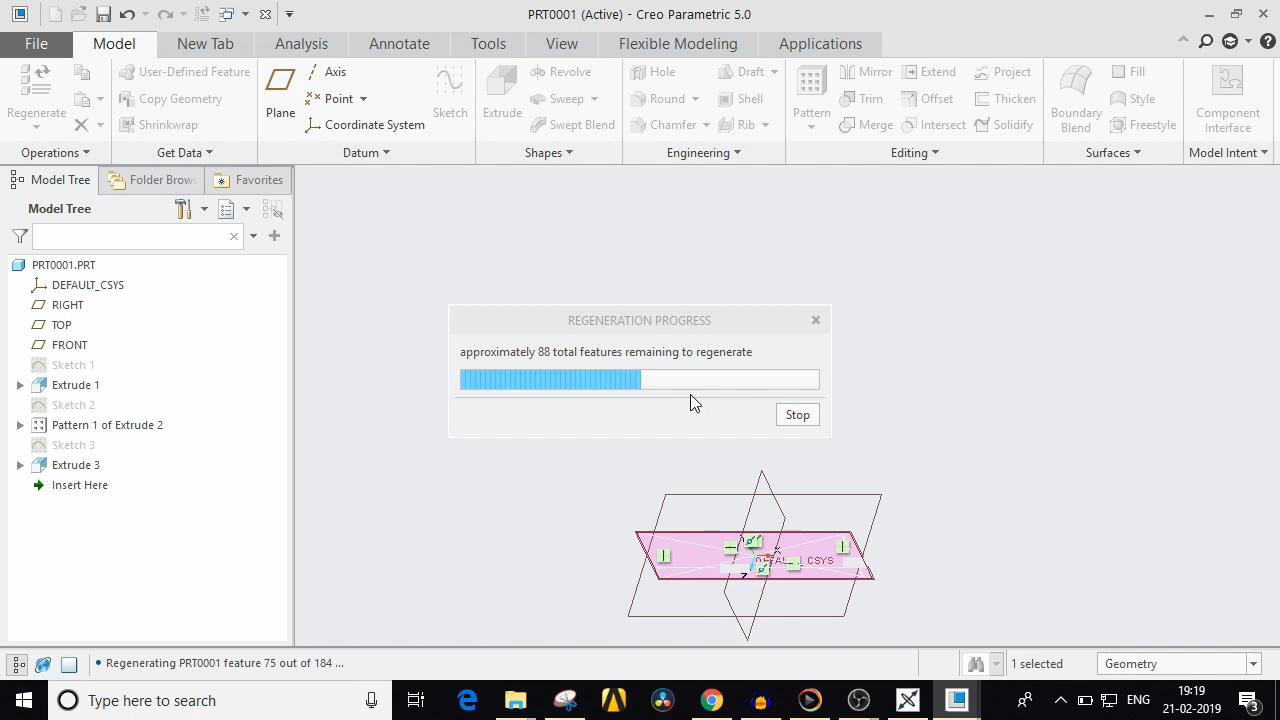 PRT0001 (Active) - Creo Parametric 5.0
File Model New Tab Analysis Annotate Tools View Flexible Modeling Applications
Regenerate
User-Defined Feature
Copy Geometry
Shrinkwrap
Plane
Axis
Point
Coordinate System
Sketch
Extrude
Revolve
Sweep
Swept Blend
Hole
Round
Chamfer
Draft
Shell
Rib
Pattern
Mirror
Trim
Merge
Extend
Offset
Intersect
Project
Thicken
Solidify
Boundary
Blend
Fill
Style
Freestyle
Component
Interface
Operations Get Data Datum Shapes Engineering Editing Surfaces Model Intent
Model Tree Folder Brow Favorites
Model Tree
PRT0001.PRT
DEFAULT_CSYS
RIGHT
TOP
FRONT
Sketch 1
Extrude 1
Sketch 2
Pattern 1 of Extrude 2
Sketch 3
Extrude 3
Insert Here
REGENERATION PROGRESS
approximately 88 total features remaining to regenerate
Stop
Regenerating PRT0001 feature 75 out of 184 ...
1 selected
Geometry
Type here to search
ENG
19:19
21-02-2019
3